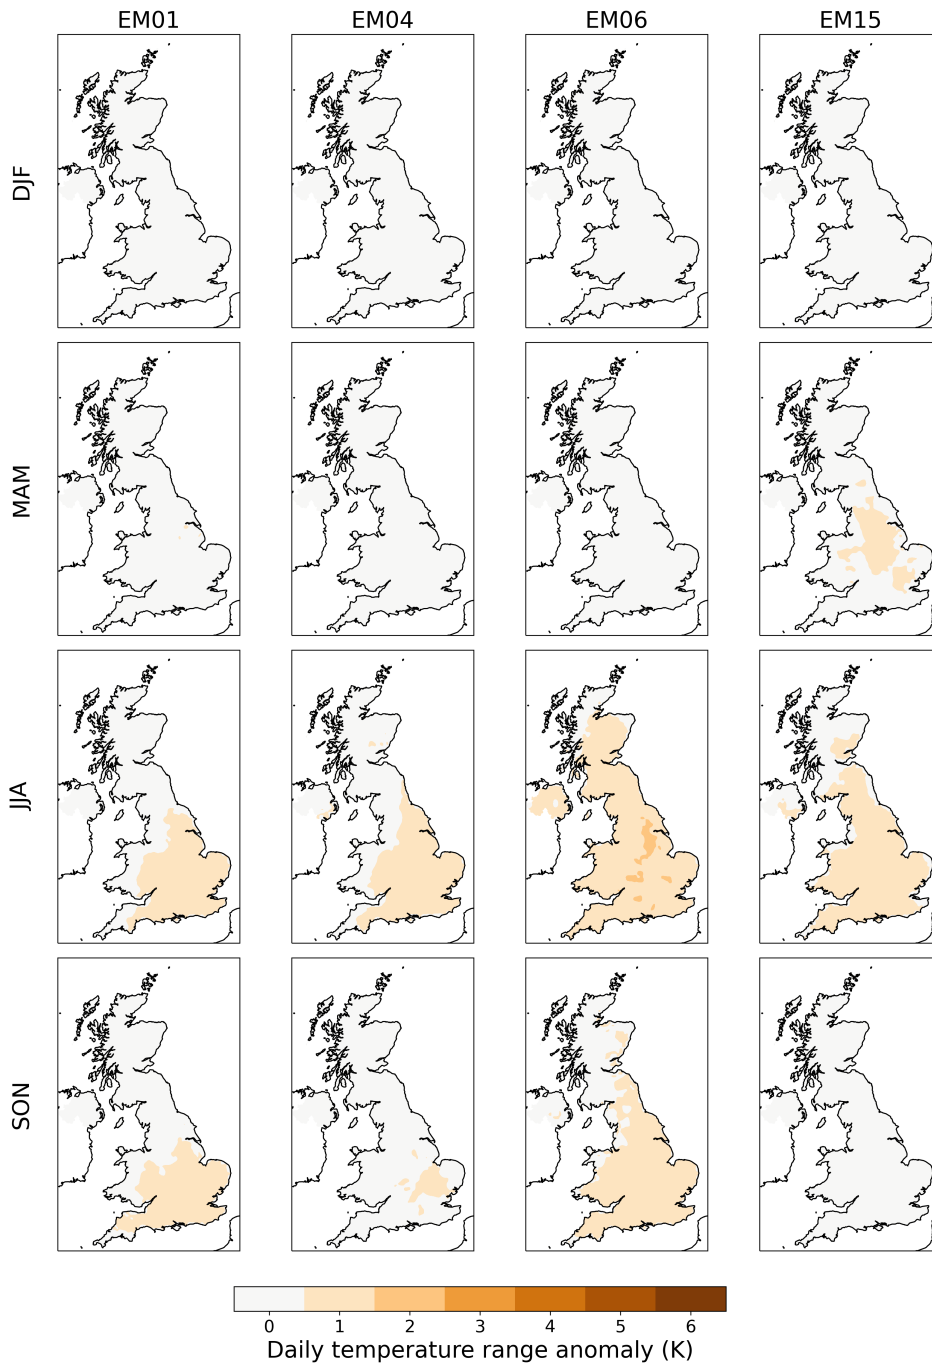 EM01 EM04 EM06 EM15
DJF
MAM
JJA
SON
0 1 2 3 4 5 6
Daily temperature range anomaly (K)